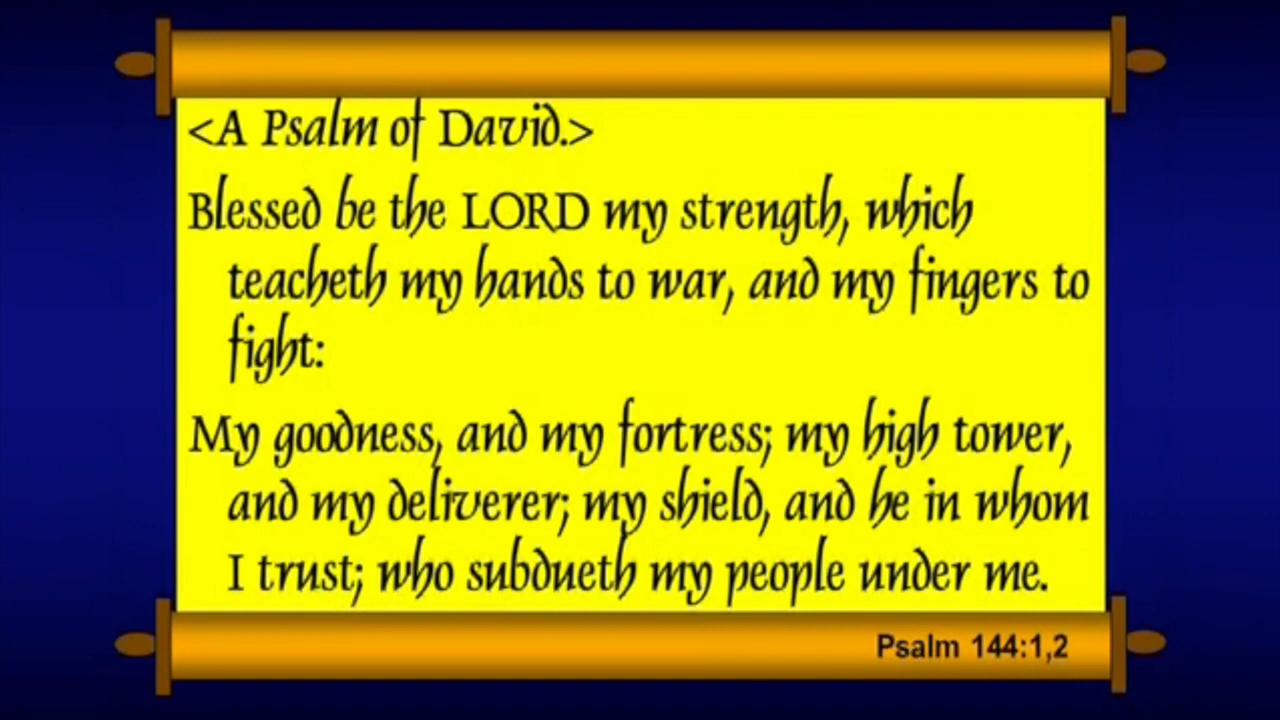 <A Psalm of David.>
Blessed be the LORD my strength, which
teacheth my hands to war, and my fingers to
fight:
My goodness, and my fortress; my high tower,
and my deliverer; my shield, and he in whom
I trust; who subdueth my people under me.
Psalm 144:1,2